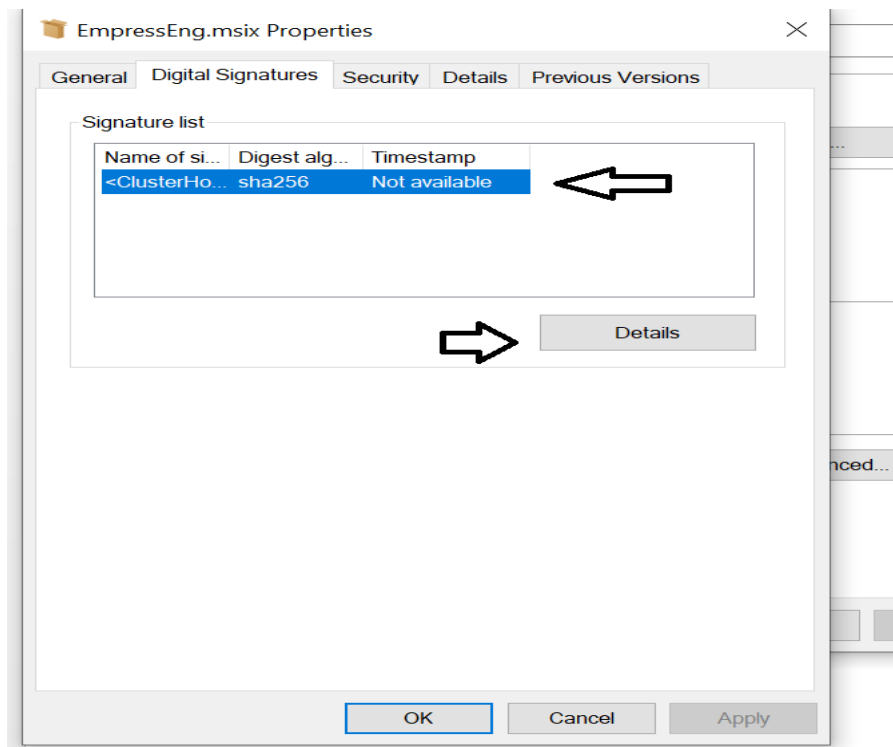 EmpressEng.msix Properties
General Digital Signatures Security Details Previous Versions
Signature list
Name of si... Digest alg... Timestamp
<ClusterHo... sha256 Not available
...
Details
nced...
OK Cancel Apply